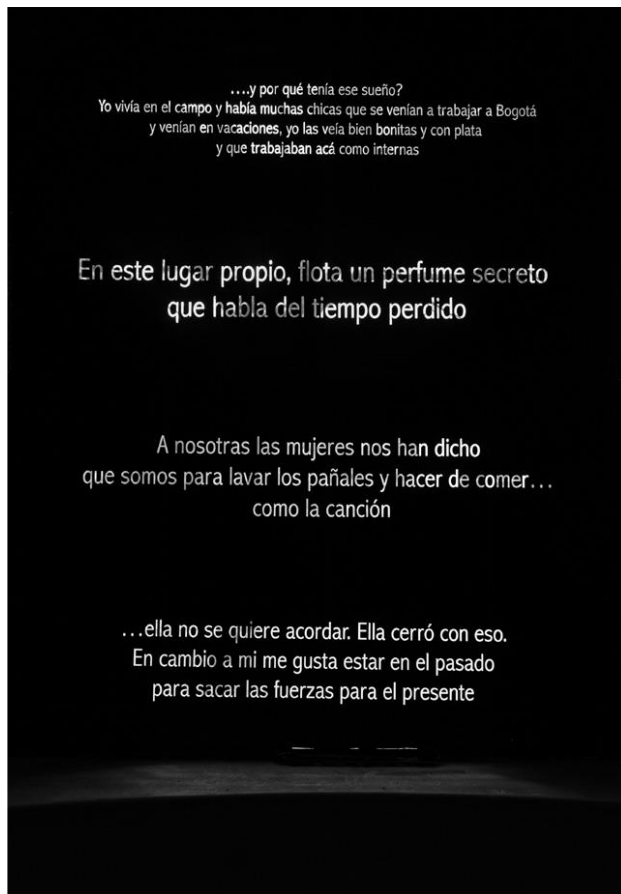 ....y por qué tenía ese sueño?
Yo vivía en el campo y había muchas chicas que se venían a trabajar a Bogotá
y venían en vacaciones, yo las veía bien bonitas y con plata
y que trabajaban acá como internas
En este lugar propio, flota un perfume secreto
que habla del tiempo perdido
A nosotras las mujeres nos han dicho
que somos para lavar los pañales y hacer de comer...
como la canción
...ella no se quiere acordar. Ella cerró con eso.
En cambio a mi me gusta estar en el pasado
para sacar las fuerzas para el presente